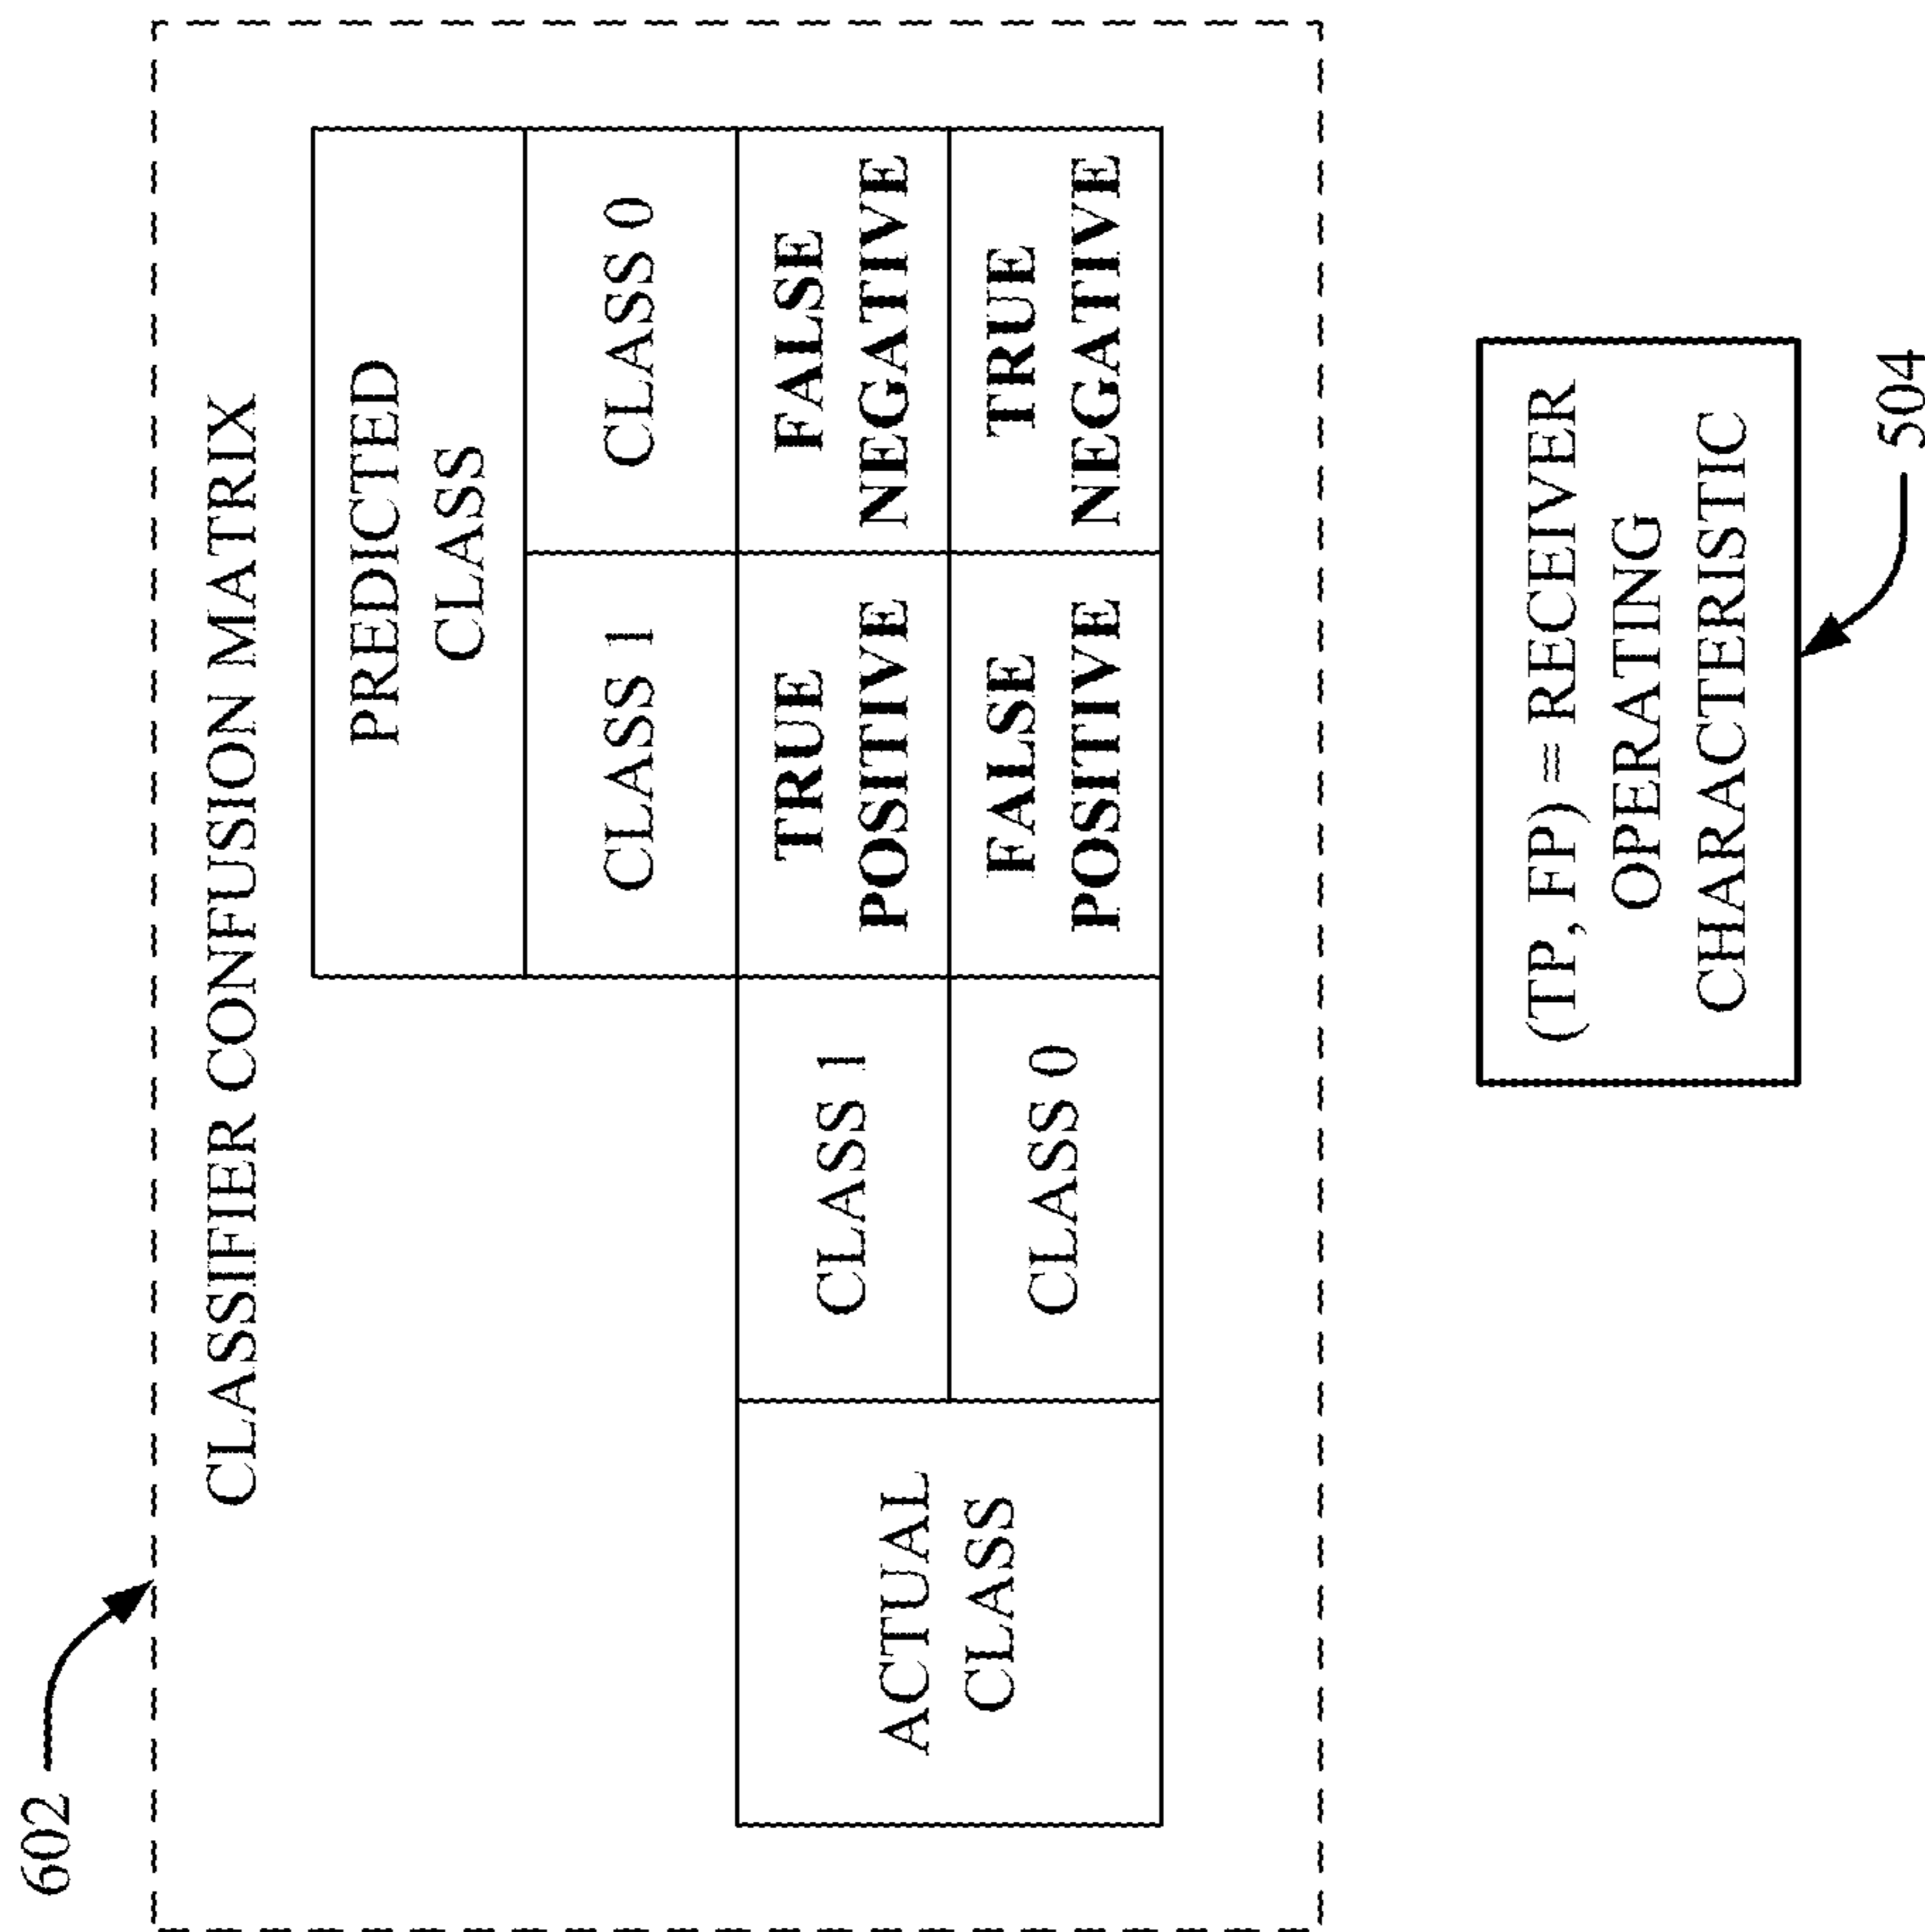 602
CLASSIFIER CONFUSION MATRIX
PREDICTED
CLASS
CLASS 1
CLASS 0
ACTUAL
CLASS
CLASS 1
TRUE
POSITIVE
FALSE
NEGATIVE
CLASS 0
FALSE
POSITIVE
TRUE
NEGATIVE
(TP, FP) = RECEIVER
OPERATING
CHARACTERISTIC
504